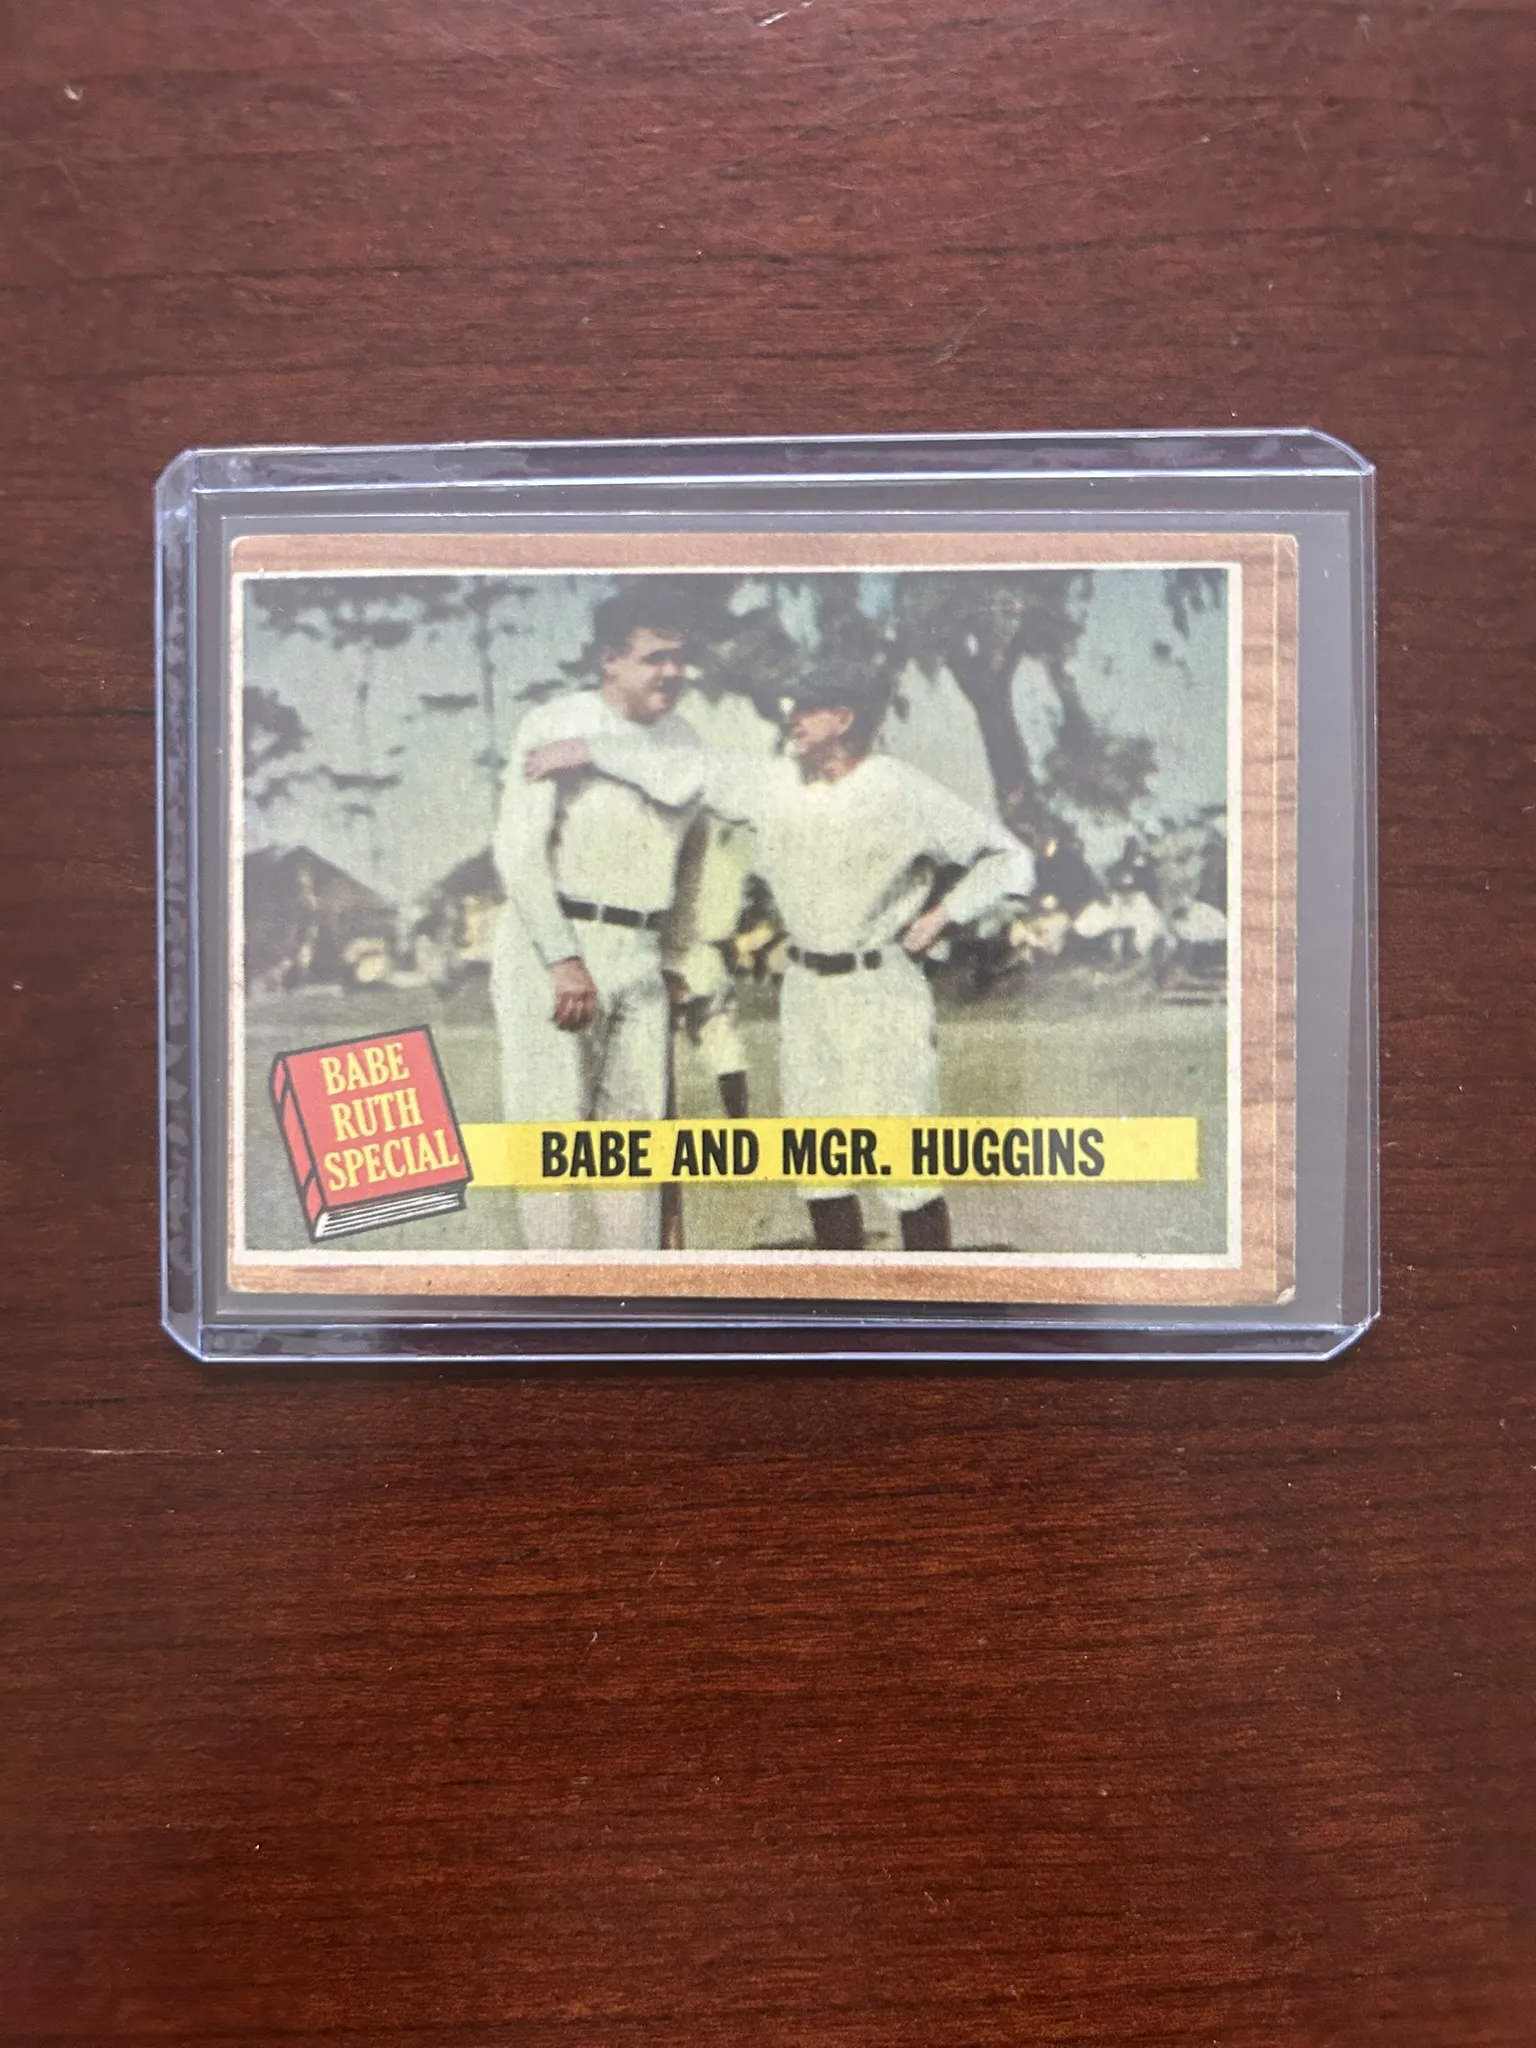 BABE
RUTH
SPECIAL
BABE AND MGR. HUGGINS